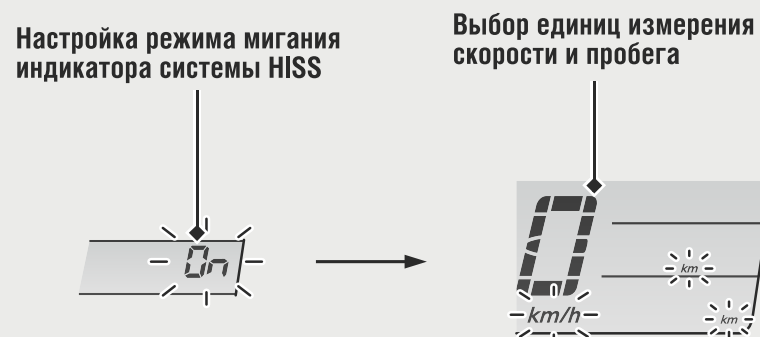 Настройка режима мигания
индикатора системы HISS
Выбор единиц измерения
скорости и пробега
On
0
km
km/h
km